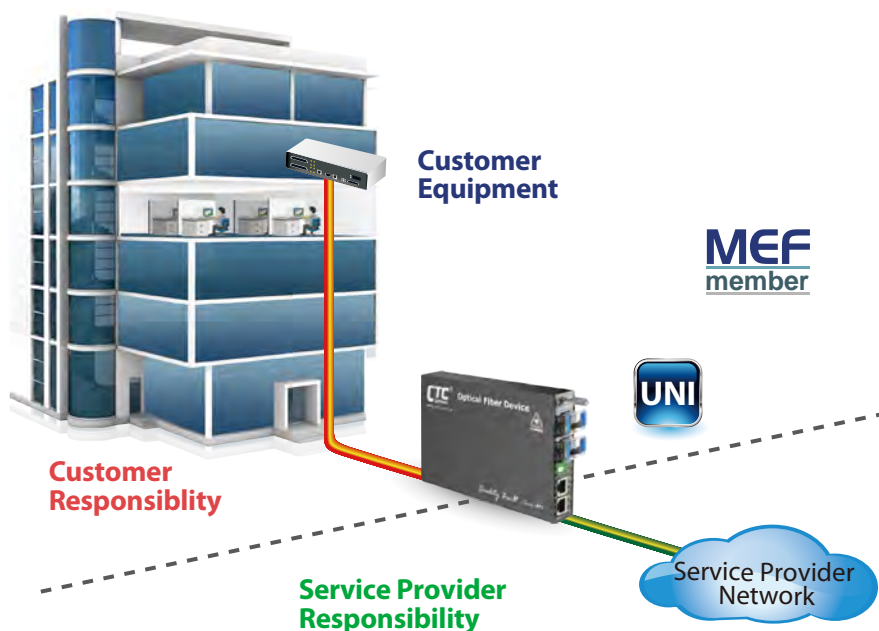 Customer
Equipment
MEF
member
UNI
CTC
Optical Fiber Device
Customer
Responsiblity
Service Provider
Responsibility
Service Provider
Network